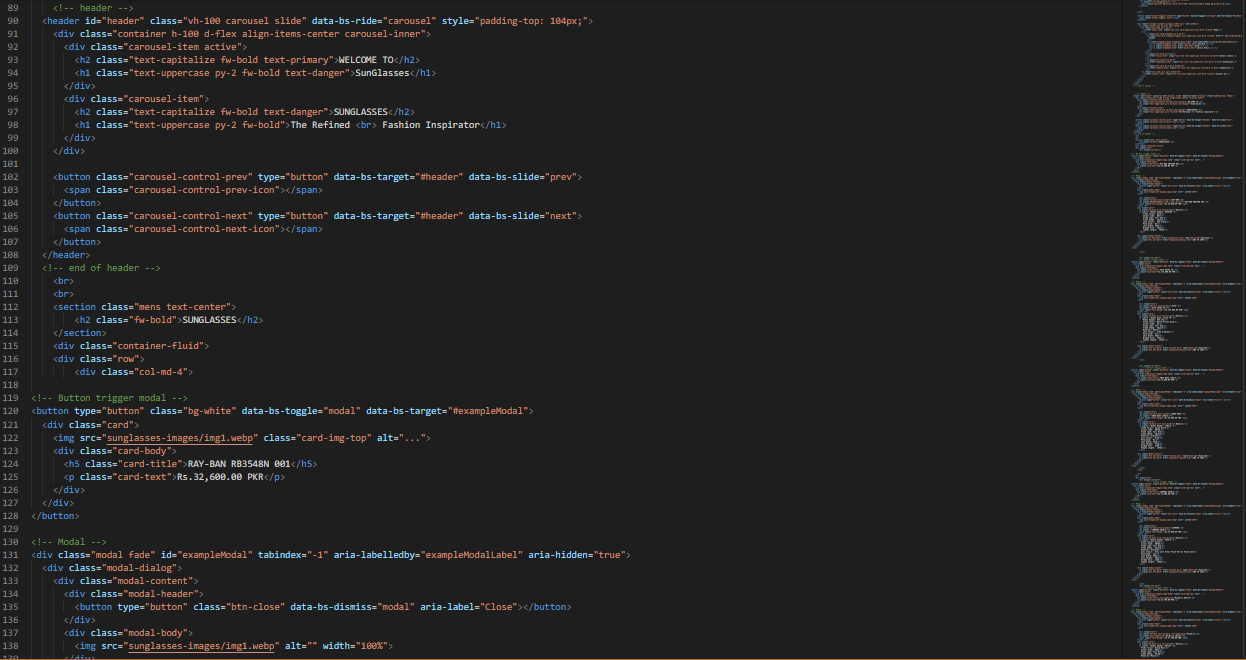 89 <!-- header -->
90 <header id="header" class="vh-100 carousel slide" data-bs-ride="carousel" style="padding-top: 104px;">
91 <div class="container h-100 d-flex align-items-center carousel-inner">
92 <div class="carousel-item active">
93 <h2 class="text-capitalize fw-bold text-primary">WELCOME TO</h2>
94 <h1 class="text-uppercase py-2 fw-bold text-danger">SunGlasses</h1>
95 </div>
96 <div class="carousel-item">
97 <h2 class="text-capitalize fw-bold text-danger">SUNGLASSES</h2>
98 <h1 class="text-uppercase py-2 fw-bold">The Refined <br> Fashion Inspirator</h1>
99 </div>
100 </div>
101
102 <button class="carousel-control-prev" type="button" data-bs-target="#header" data-bs-slide="prev">
103 <span class="carousel-control-prev-icon"></span>
104 </button>
105 <button class="carousel-control-next" type="button" data-bs-target="#header" data-bs-slide="next">
106 <span class="carousel-control-next-icon"></span>
107 </button>
108 </header>
109 <!-- end of header -->
110 <br>
111 <br>
112 <section class="mens text-center">
113 <h2 class="fw-bold">SUNGLASSES</h2>
114 </section>
115 <div class="container-fluid">
116 <div class="row">
117 <div class="col-md-4">
118
119 <!-- Button trigger modal -->
120 <button type="button" class="bg-white" data-bs-toggle="modal" data-bs-target="#exampleModal">
121 <div class="card">
122 <img src="sunglasses-images/img1.webp" class="card-img-top" alt="...">
123 <div class="card-body">
124 <h5 class="card-title">RAY-BAN RB3548N 001</h5>
125 <p class="card-text">Rs.32,600.00 PKR</p>
126 </div>
127 </div>
128 </button>
129
130 <!-- Modal -->
131 <div class="modal fade" id="exampleModal" tabindex="-1" aria-labelledby="exampleModalLabel" aria-hidden="true">
132 <div class="modal-dialog">
133 <div class="modal-content">
134 <div class="modal-header">
135 <button type="button" class="btn-close" data-bs-dismiss="modal" aria-label="Close"></button>
136 </div>
137 <div class="modal-body">
138 <img src="sunglasses-images/img1.webp" alt="" width="100%">
139 </div>